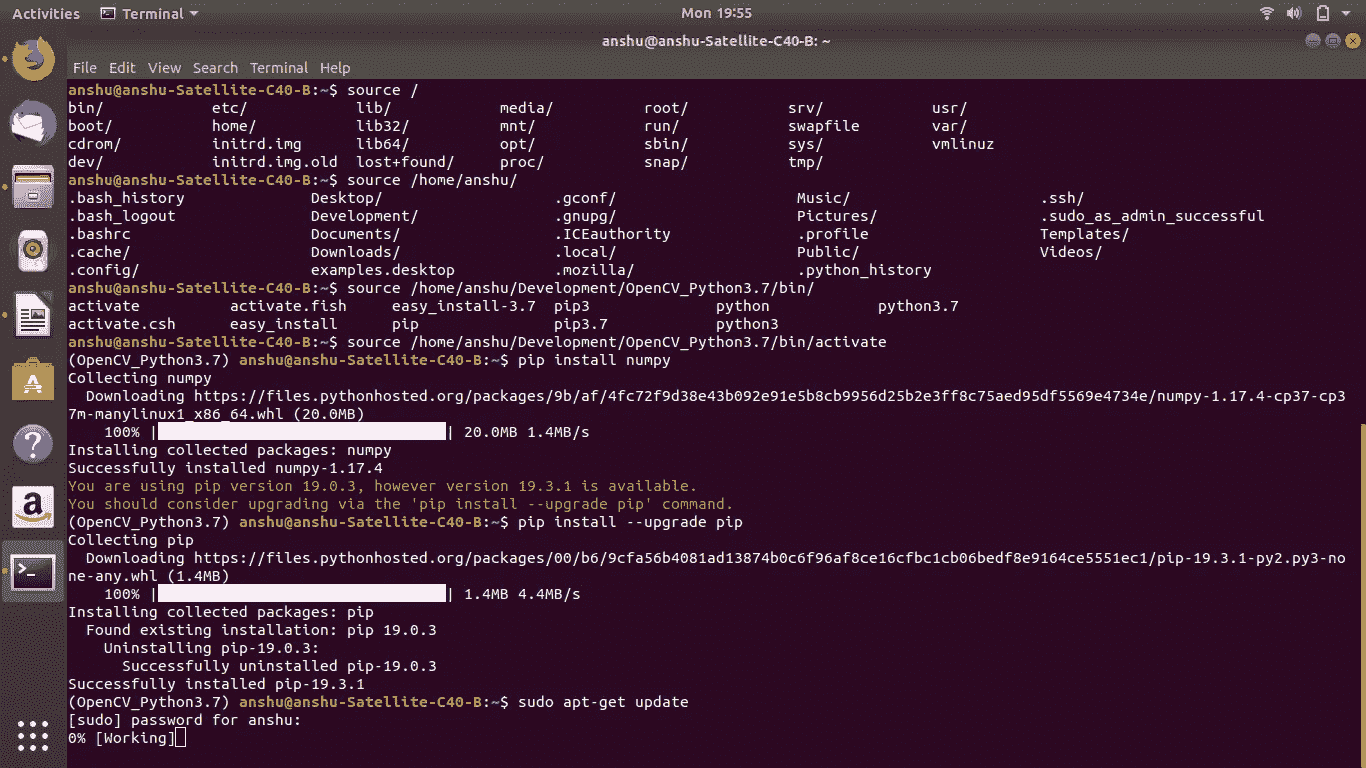 Activities Terminal Mon 19:55
anshu@anshu-Satellite-C40-B: ~
File Edit View Search Terminal Help
anshu@anshu-Satellite-C40-B:~$ source /
bin/ etc/ lib/ media/ root/ srv/ usr/
boot/ home/ lib32/ mnt/ run/ swapfile var/
cdrom/ initrd.img lib64/ opt/ sbin/ sys/ vmlinuz
dev/ initrd.img.old lost+found/ proc/ snap/ tmp/
anshu@anshu-Satellite-C40-B:~$ source /home/anshu/
.bash_history Desktop/ .gconf/ Music/ .ssh/
.bash_logout Development/ .gnupg/ Pictures/ .sudo_as_admin_successful
.bashrc Documents/ .ICEauthority .profile Templates/
.cache/ Downloads/ .local/ Public/ Videos/
.config/ examples.desktop .mozilla/ .python_history
anshu@anshu-Satellite-C40-B:~$ source /home/anshu/Development/OpenCV_Python3.7/bin/
activate activate.fish easy_install-3.7 pip3 python python3.7
activate.csh easy_install pip pip3.7 python3
anshu@anshu-Satellite-C40-B:~$ source /home/anshu/Development/OpenCV_Python3.7/bin/activate
(OpenCV_Python3.7) anshu@anshu-Satellite-C40-B:~$ pip install numpy
Collecting numpy
Downloading https://files.pythonhosted.org/packages/9b/af/4fc72f9d38e43b092e91e5b8cb9956d25b2e3ff8c75aed95df5569e4734e/numpy-1.17.4-cp37-cp3
7m-manylinux1_x86_64.whl (20.0MB)
100% | | 20.0MB 1.4MB/s
Installing collected packages: numpy
Successfully installed numpy-1.17.4
You are using pip version 19.0.3, however version 19.3.1 is available.
You should consider upgrading via the 'pip install --upgrade pip' command.
(OpenCV_Python3.7) anshu@anshu-Satellite-C40-B:~$ pip install --upgrade pip
Collecting pip
Downloading https://files.pythonhosted.org/packages/00/b6/9cfa56b4081ad13874b0c6f96af8ce16cfbc1cb06bedf8e9164ce5551ec1/pip-19.3.1-py2.py3-no
ne-any.whl (1.4MB)
100% | | 1.4MB 4.4MB/s
Installing collected packages: pip
Found existing installation: pip 19.0.3
Uninstalling pip-19.0.3:
Successfully uninstalled pip-19.0.3
Successfully installed pip-19.3.1
(OpenCV_Python3.7) anshu@anshu-Satellite-C40-B:~$ sudo apt-get update
[sudo] password for anshu:
0% [Working]